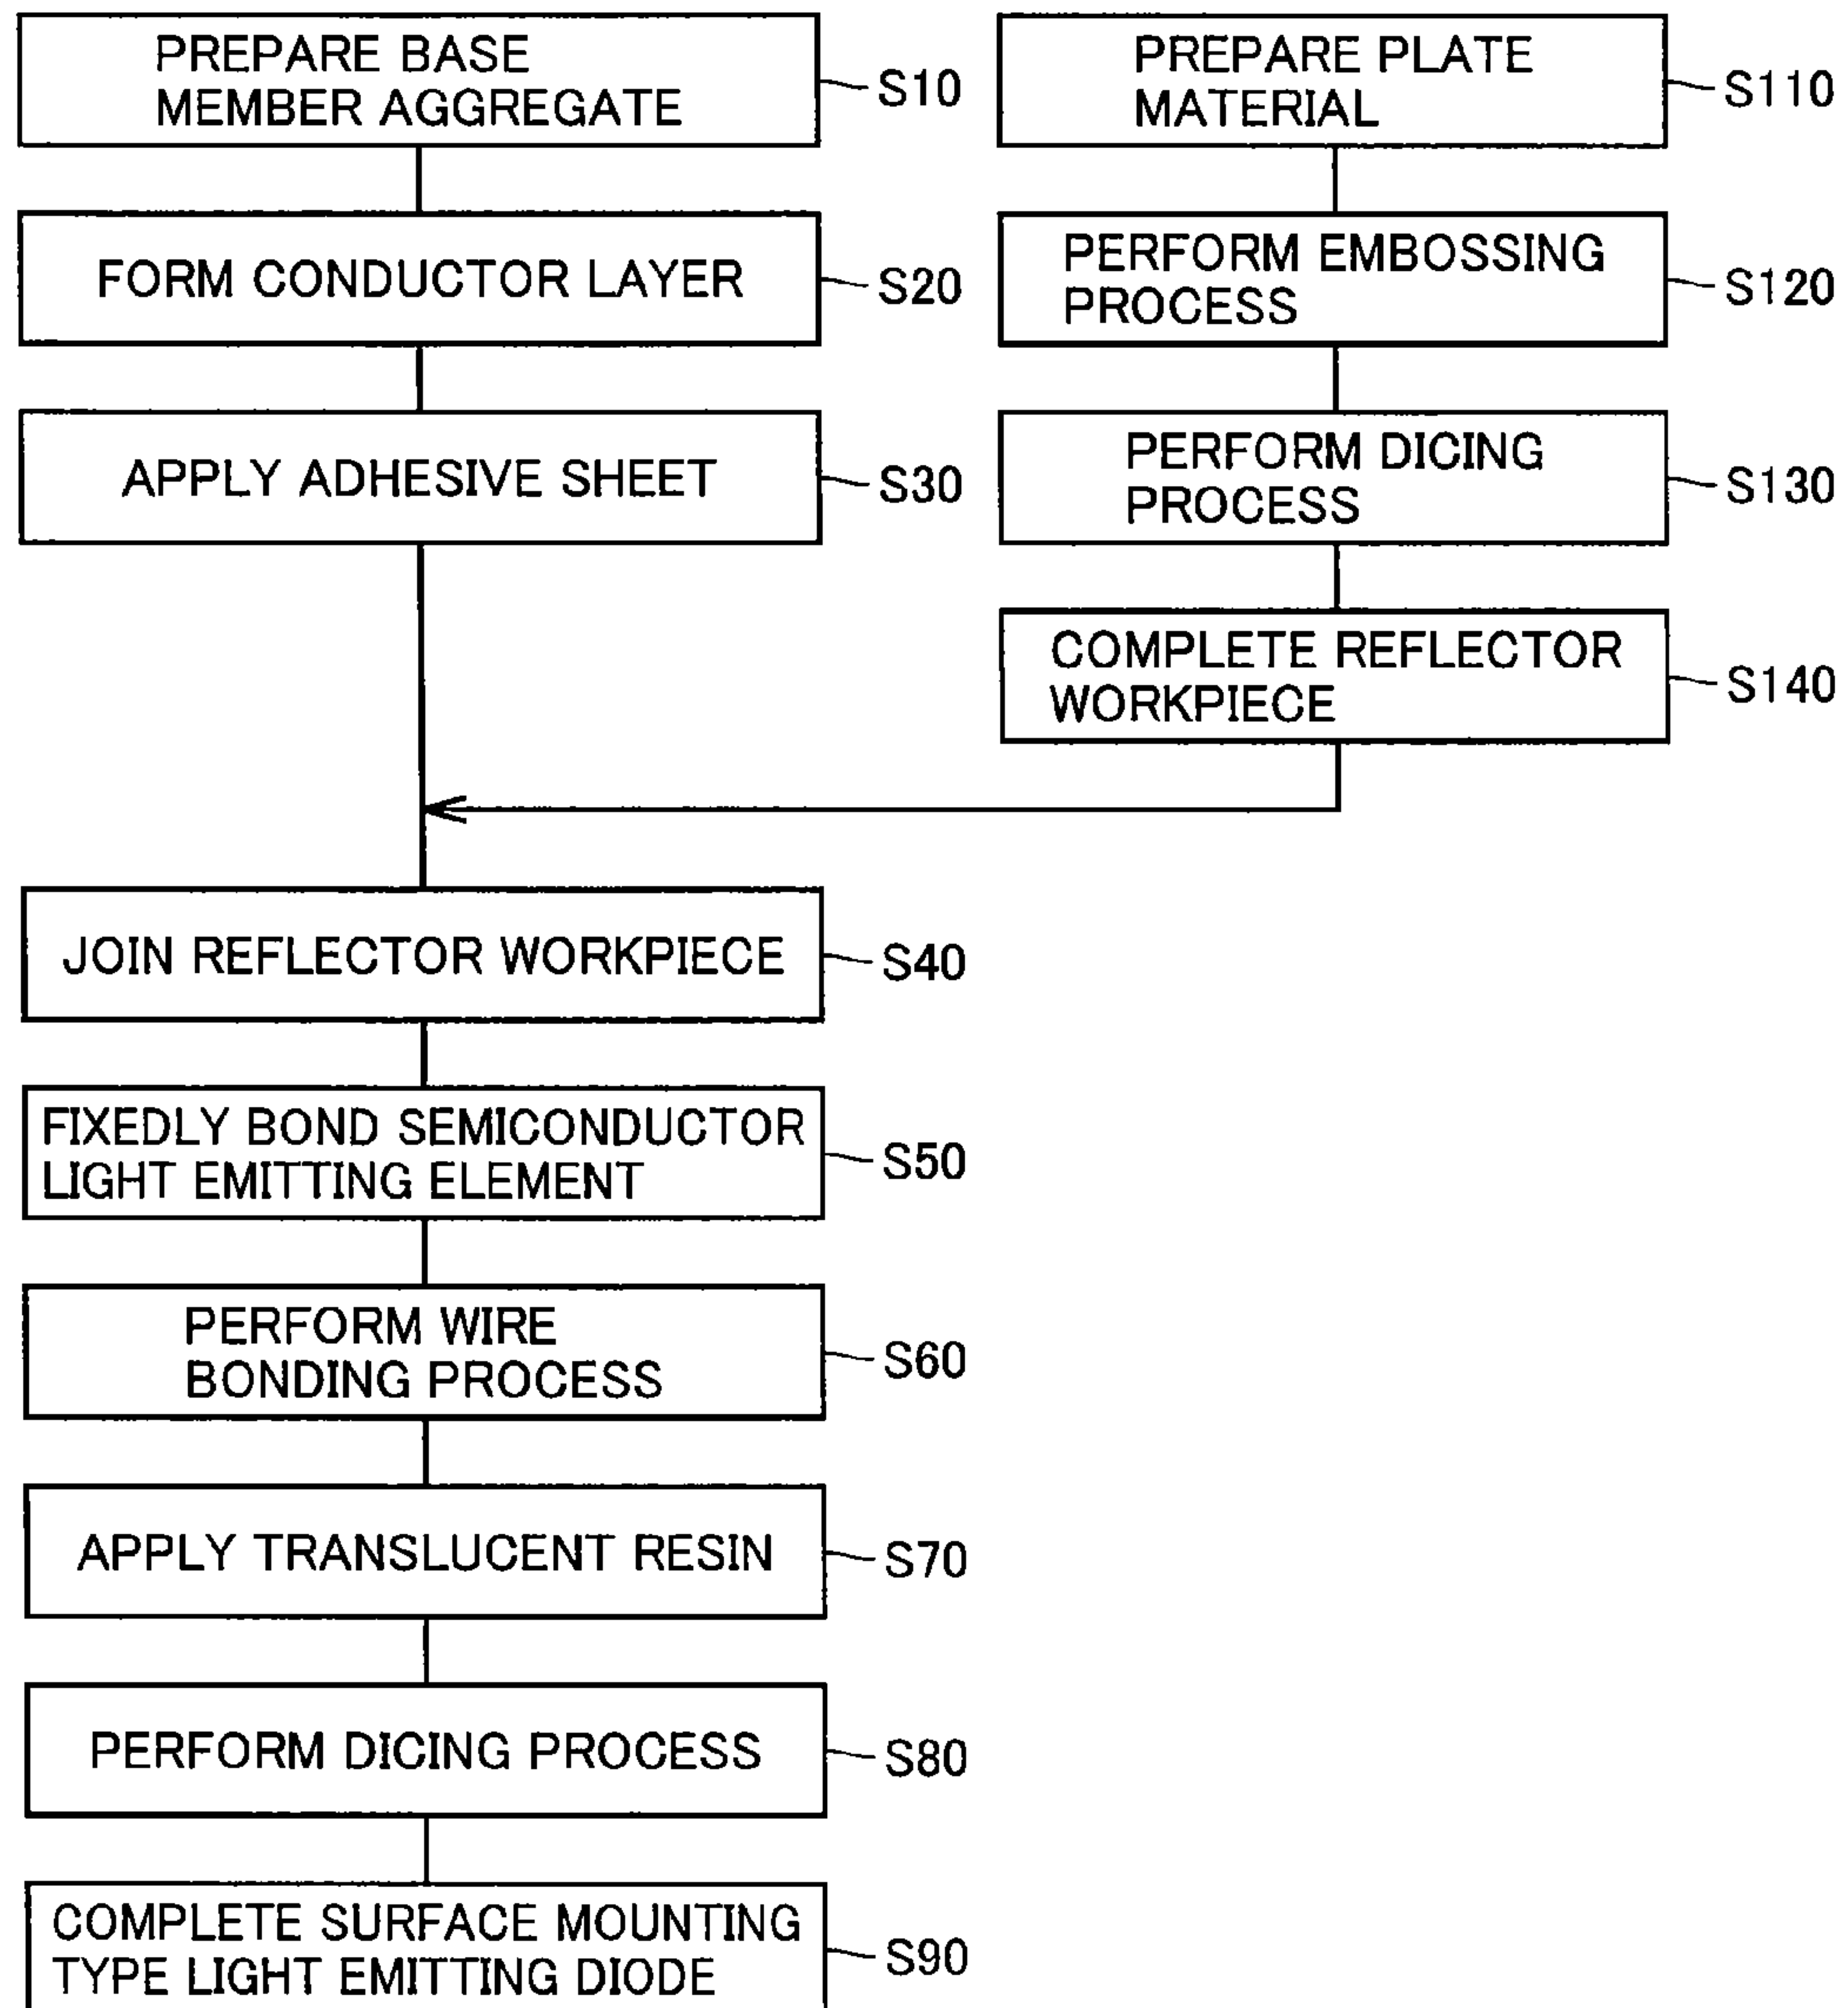 PREPARE BASE
MEMBER AGGREGATE
S10
FORM CONDUCTOR LAYER
S20
APPLY ADHESIVE SHEET
S30
PREPARE PLATE
MATERIAL
S110
PERFORM EMBOSSING
PROCESS
S120
PERFORM DICING
PROCESS
S130
COMPLETE REFLECTOR
WORKPIECE
S140
JOIN REFLECTOR WORKPIECE
S40
FIXEDLY BOND SEMICONDUCTOR
LIGHT EMITTING ELEMENT
S50
PERFORM WIRE
BONDING PROCESS
S60
APPLY TRANSLUCENT RESIN
S70
PERFORM DICING PROCESS
S80
COMPLETE SURFACE MOUNTING
TYPE LIGHT EMITTING DIODE
S90